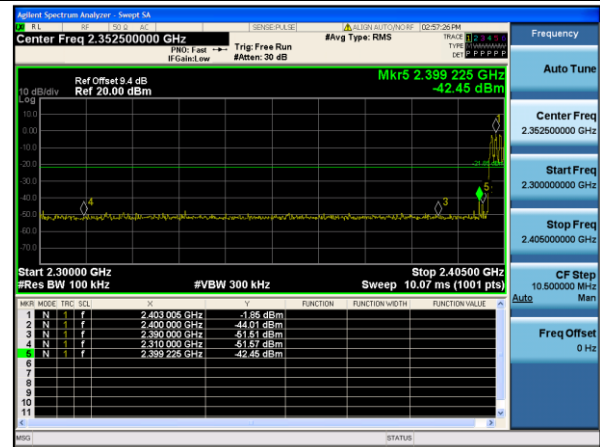 Agilent Spectrum Analyzer - Swept SA
RL RF 50 Ω AC SENSE:PULSE ALIGN AUTO/NO RF 02:57:26 PM
Center Freq 2.352500000 GHz
PNO: Fast
IFGain:Low
Trig: Free Run
#Atten: 30 dB
#Avg Type: RMS
TRACE 1 2 3 4 5 6
TYPE M
DET P P P P P P
Ref Offset 9.4 dB
Ref 20.00 dBm
10 dB/div
Log
Mkr5 2.399 225 GHz
-42.45 dBm
10.0
0.00
-10.0
-20.0
-30.0
-40.0
-50.0
-60.0
-70.0
1
5
3
4
Start 2.30000 GHz
Stop 2.40500 GHz
#Res BW 100 kHz
#VBW 300 kHz
Sweep 10.07 ms (1001 pts)
MKR MODE TRC SCL X Y FUNCTION FUNCTION WIDTH FUNCTION VALUE
1 N 1 f 2.403 005 GHz -1.85 dBm
2 N 1 f 2.400 000 GHz -44.01 dBm
3 N 1 f 2.390 000 GHz -51.51 dBm
4 N 1 f 2.310 000 GHz -51.57 dBm
5 N 1 f 2.399 225 GHz -42.45 dBm
6
7
8
9
10
11
MSG
STATUS
Frequency
Auto Tune
Center Freq
2.352500000 GHz
Start Freq
2.300000000 GHz
Stop Freq
2.405000000 GHz
CF Step
10.500000 MHz
Auto Man
Freq Offset
0 Hz